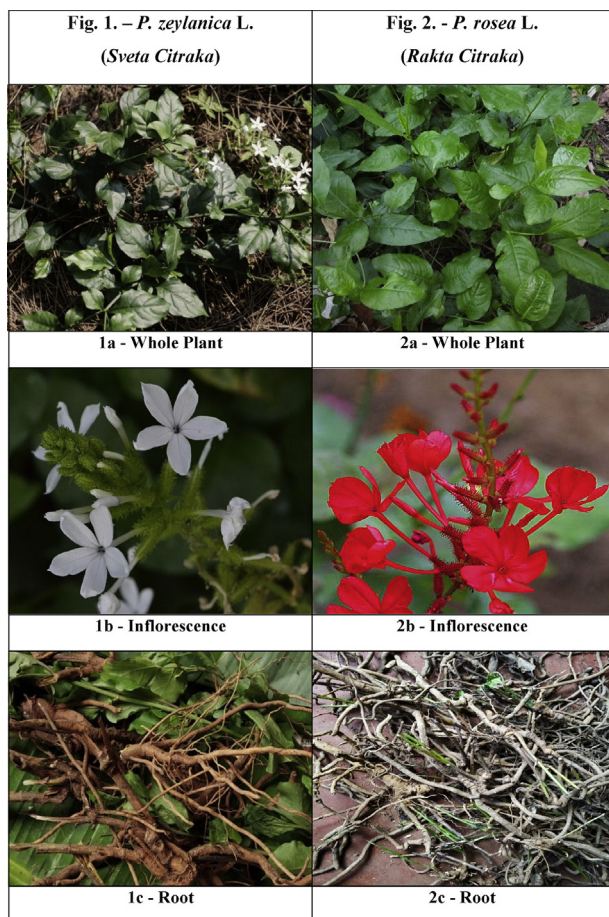 Fig. 1. – P. zeylanica L.
(Sveta Citraka)
Fig. 2. - P. rosea L.
(Rakta Citraka)
1a - Whole Plant
2a - Whole Plant
1b - Inflorescence
2b - Inflorescence
1c - Root
2c - Root